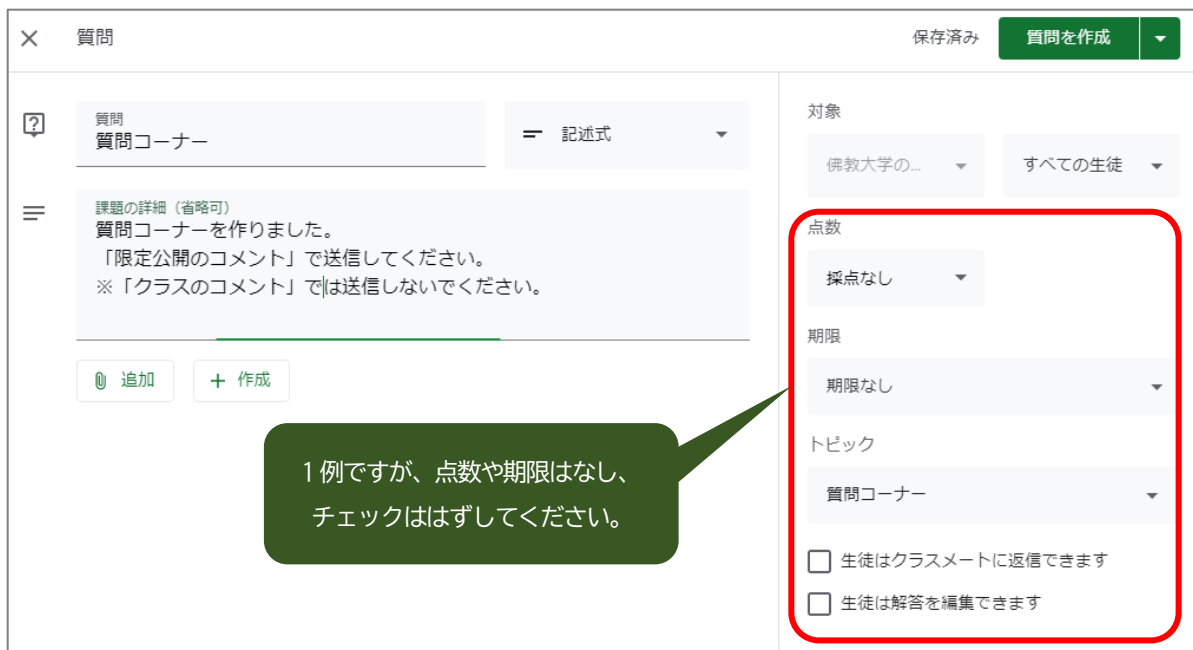 質問
保存済み
質問を作成
質問
質問コーナー
記述式
課題の詳細（省略可）
質問コーナーを作りました。
「限定公開のコメント」で送信してください。
※「クラスのコメント」では送信しないでください。
追加
作成
1 例ですが、点数や期限はなし、
チェックははずしてください。
対象
佛教大学の...
すべての生徒
点数
採点なし
期限
期限なし
トピック
質問コーナー
生徒はクラスメートに返信できます
生徒は解答を編集できます